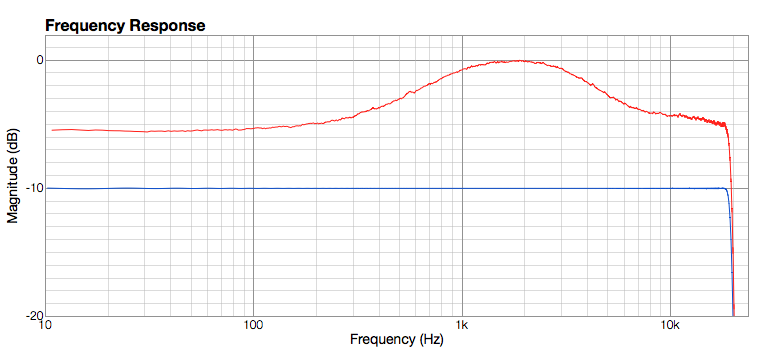 Frequency Response
0
-10
-20
Magnitude (dB)
10
100
1k
10k
Frequency (Hz)